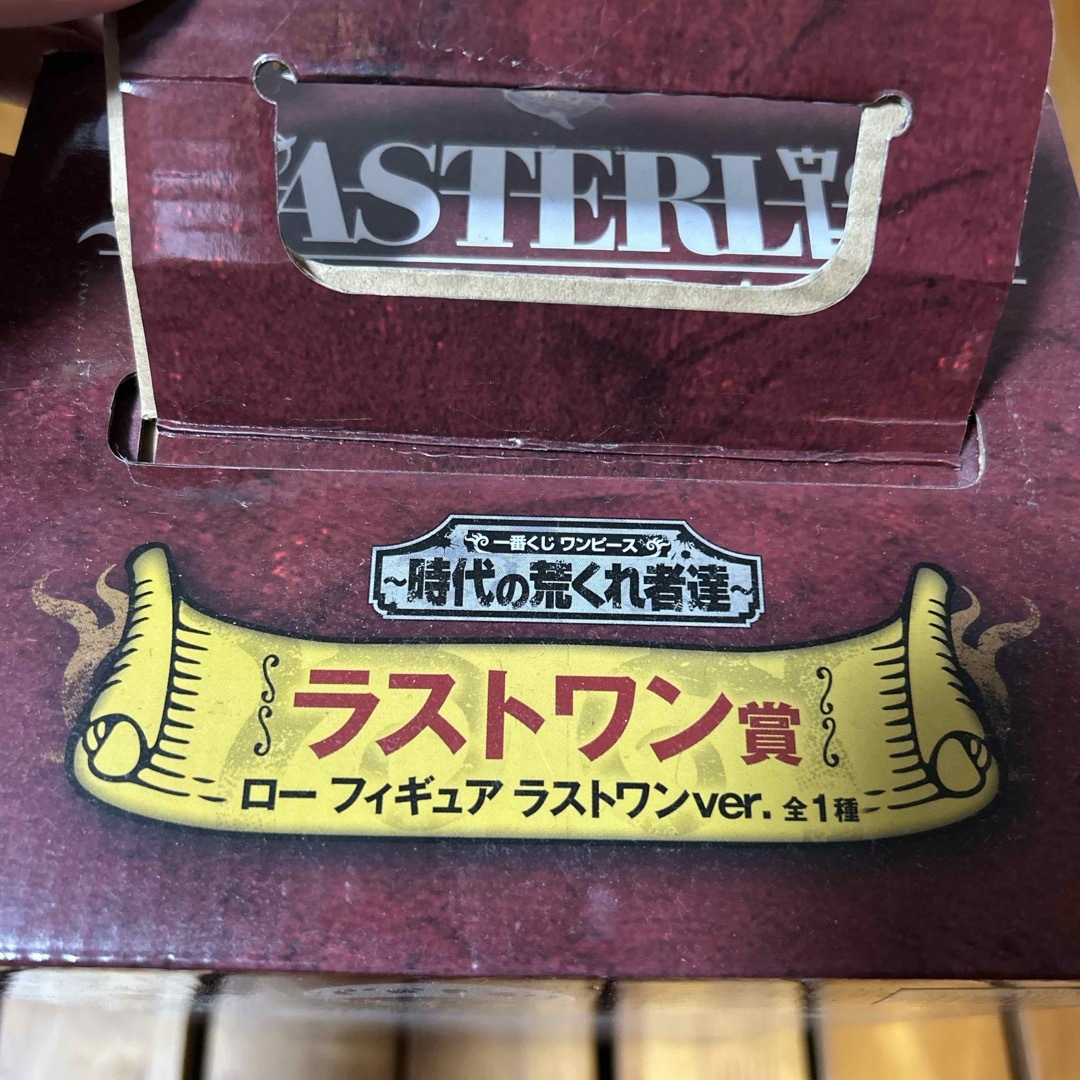 ASTERLI
一番くじ ワンピース
～時代の荒くれ者達～
ラストワン賞
ロー フィギュア ラストワンver. 全1種